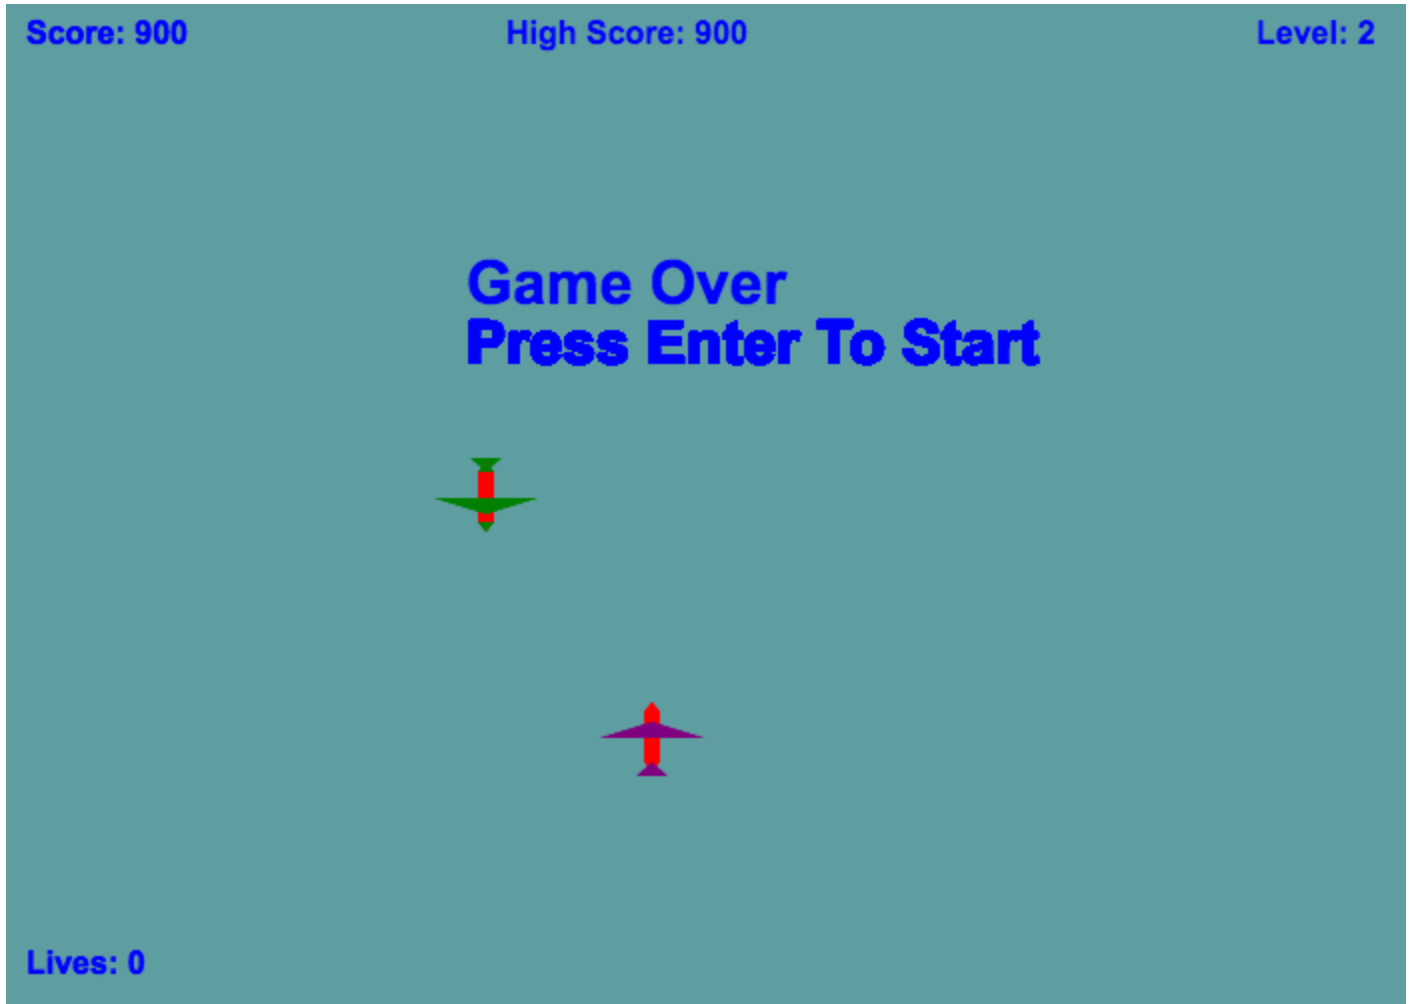 Score: 900
High Score: 900
Level: 2
Game Over
Press Enter To Start
Lives: 0